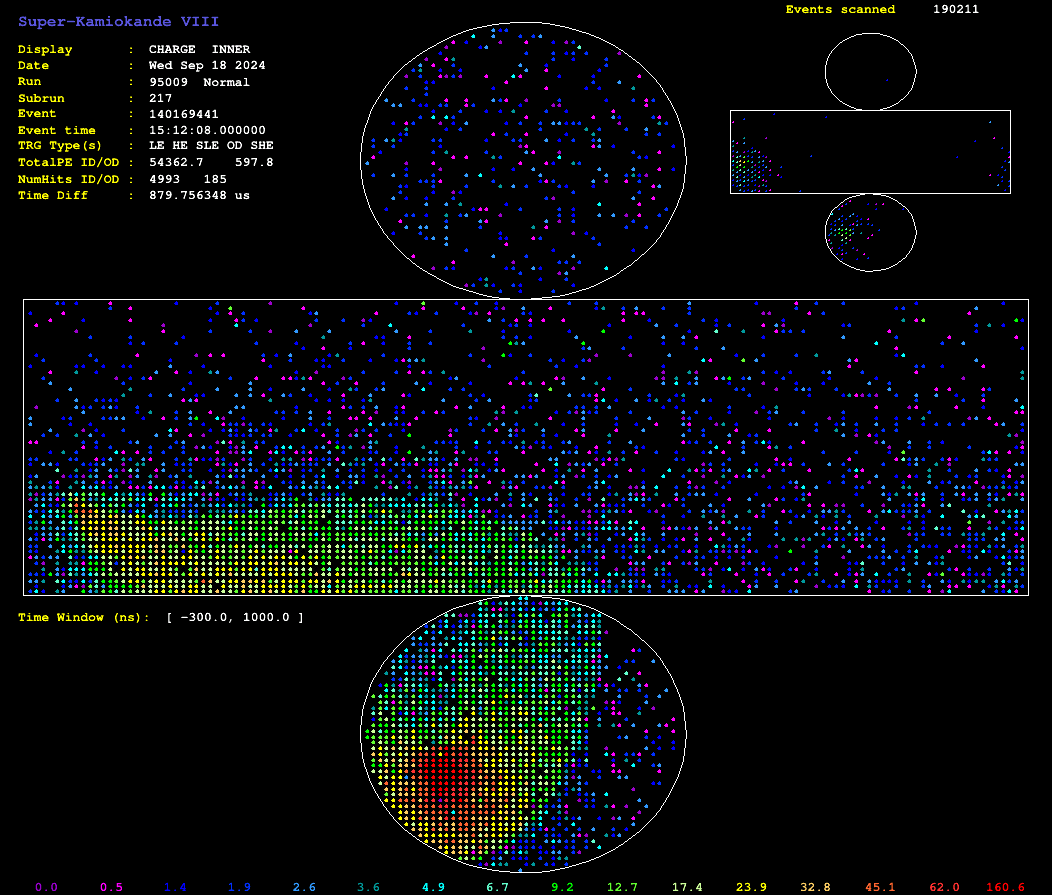 Super-Kamiokande VIII
Events scanned 190211
Display : CHARGE INNER
Date : Wed Sep 18 2024
Run : 95009 Normal
Subrun : 217
Event : 140169441
Event time : 15:12:08.000000
TRG Type(s) : LE HE SLE OD SHE
TotalPE ID/OD : 54362.7 597.8
NumHits ID/OD : 4993 185
Time Diff : 879.756348 us
Time Window (ns): [ -300.0, 1000.0 ]
0.0 0.5 1.4 1.9 2.6 3.6 4.9 6.7 9.2 12.7 17.4 23.9 32.8 45.1 62.0 160.6